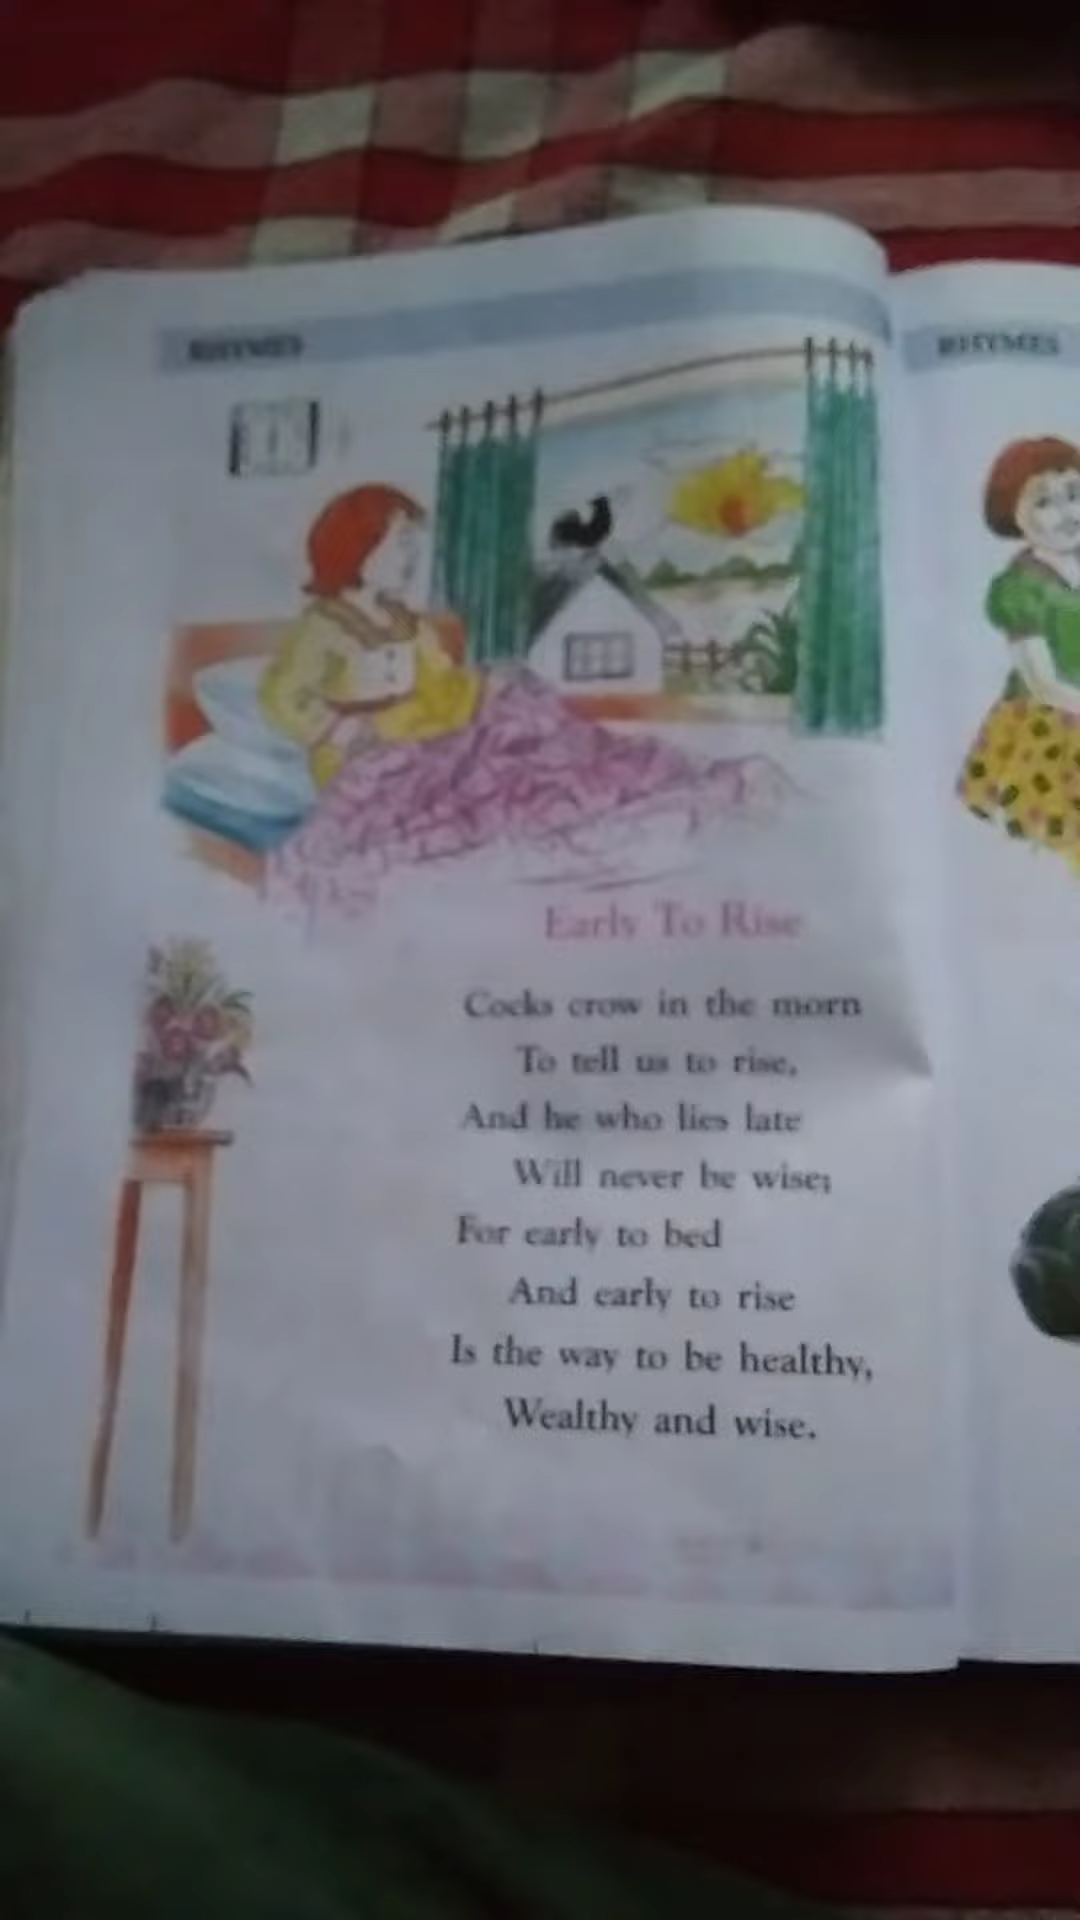 RHYMES
Early To Rise
Cocks crow in the morn
To tell us to rise,
And he who lies late
Will never be wise;
For early to bed
And early to rise
Is the way to be healthy,
Wealthy and wise.
RHYMES